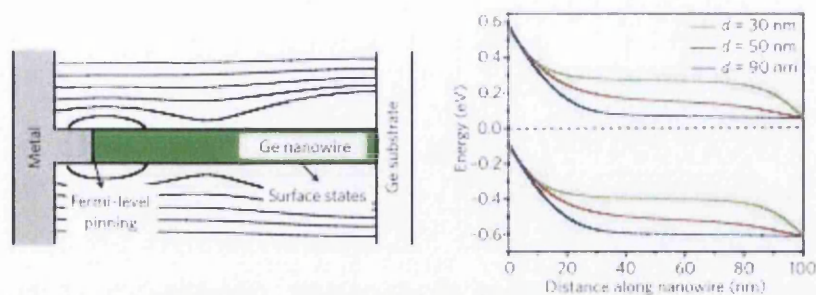 Metal
Fermi-level
pinning
Ge nanowire
Surface states
Ge substrate
Energy (eV)
0.6
0.4
0.2
0.0
-0.2
-0.4
-0.6
d = 30 nm
d = 50 nm
d = 90 nm
0
20
40
60
80
100
Distance along nanowire (nm)